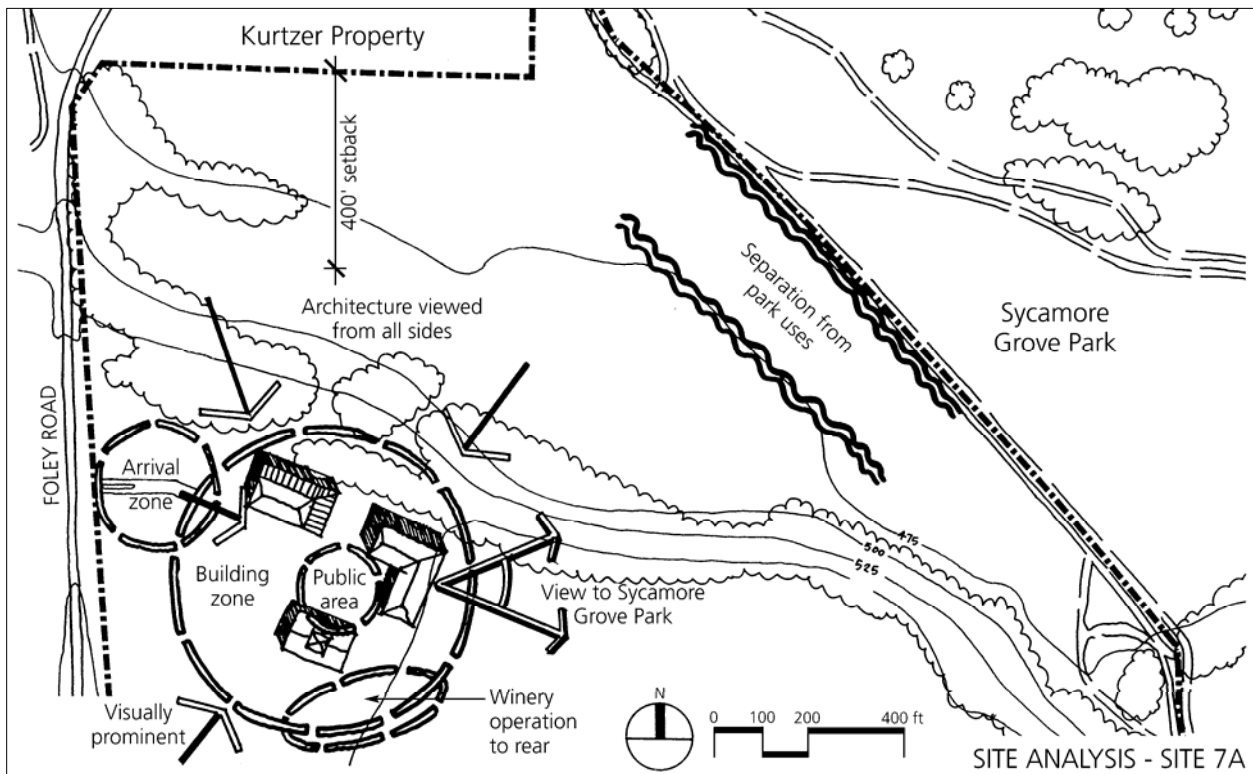 Kurtzer Property
400' setback
Architecture viewed
from all sides
Separation from
park uses
Sycamore
Grove Park
FOLEY ROAD
Arrival
zone
Building
zone
Public
area
475
500
525
View to Sycamore
Grove Park
Visually
prominent
Winery
operation
to rear
N
0 100 200 400 ft
SITE ANALYSIS - SITE 7A